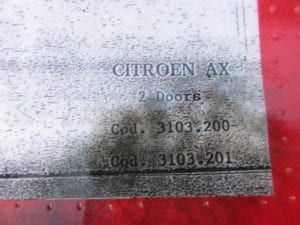 CITROEN AX
2 Doors
Cod. 3103.200
Cod. 3103.201